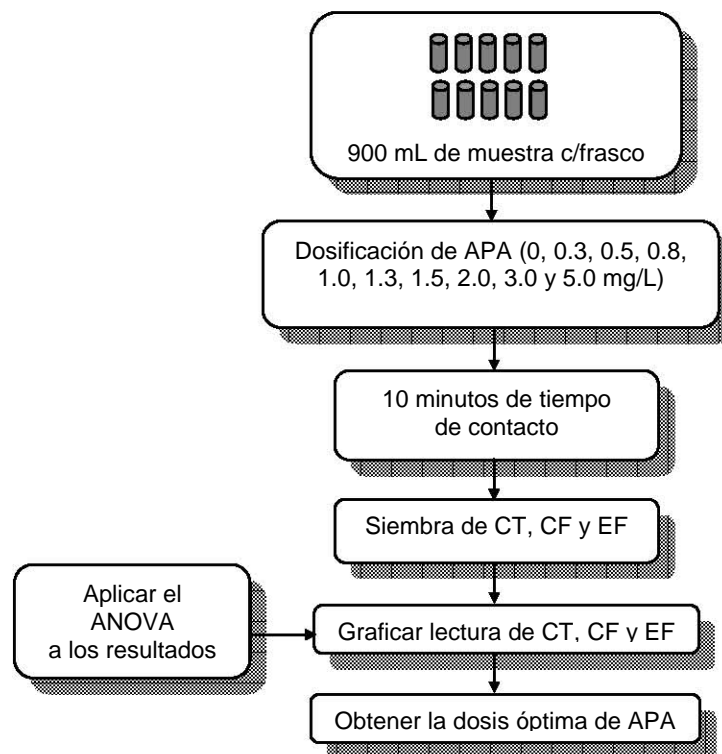 900 mL de muestra c/frasco
Dosificación de APA (0, 0.3, 0.5, 0.8,
1.0, 1.3, 1.5, 2.0, 3.0 y 5.0 mg/L)
10 minutos de tiempo
de contacto
Siembra de CT, CF y EF
Aplicar el
ANOVA
a los resultados
Graficar lectura de CT, CF y EF
Obtener la dosis óptima de APA